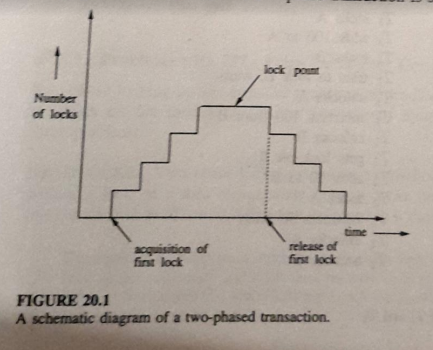 lock point
Number
of locks
time
acquisition of
first lock
release of
first lock
FIGURE 20.1
A schematic diagram of a two-phased transaction.